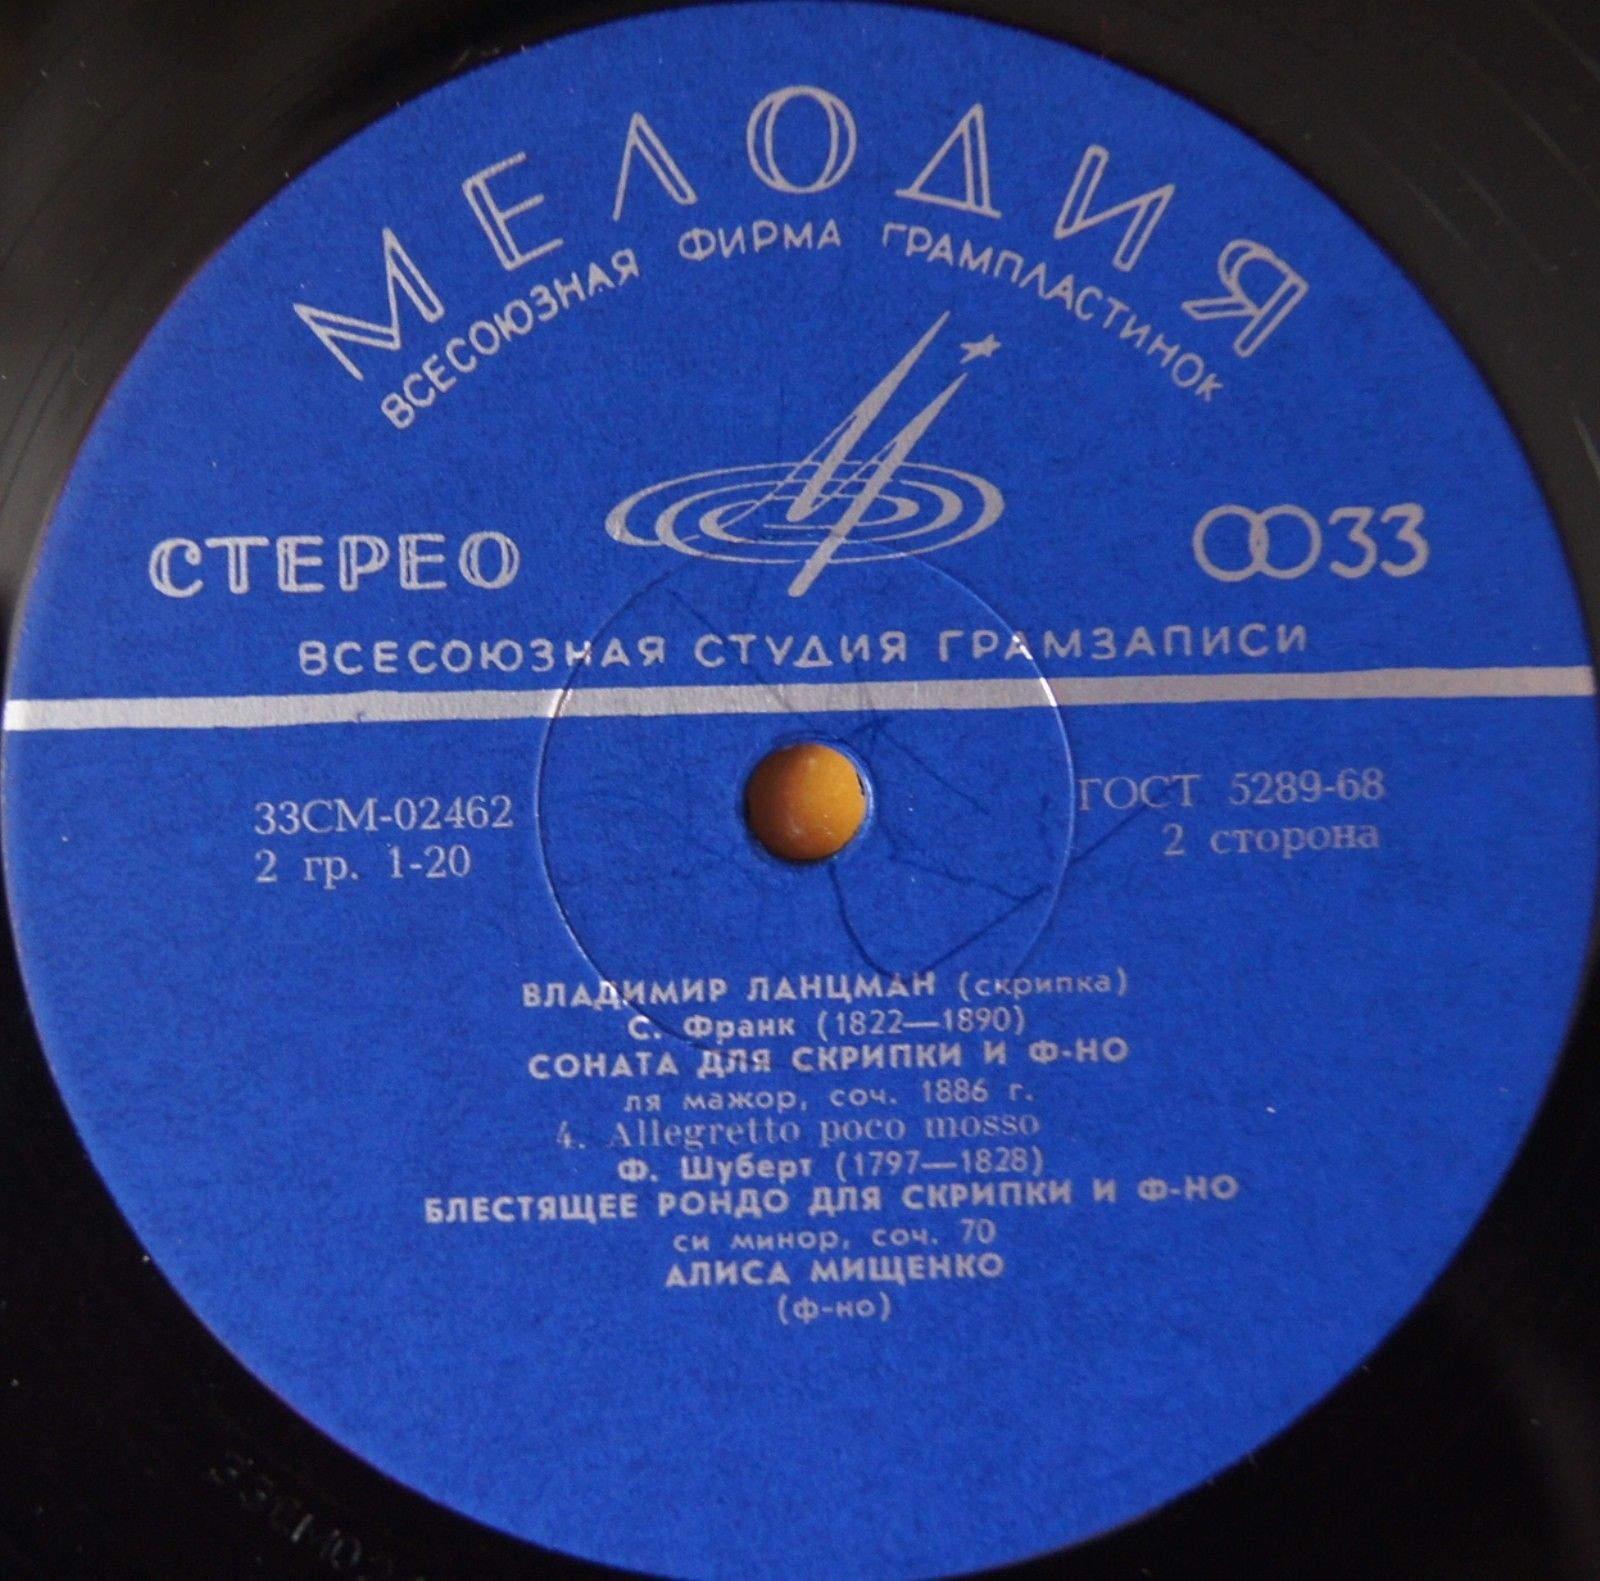 МЕЛОДИЯ
ВСЕСОЮЗНАЯ ФИРМА ГРАМПЛАСТИНОК
СТЕРЕО
33
ВСЕСОЮЗНАЯ СТУДИЯ ГРАМЗАПИСИ
33СМ-02462
ГОСТ 5289-68
2 гр. 1-20
2 сторона
ВЛАДИМИР ЛАНЦМАН (скрипка)
С. Франк (1822—1890)
СОНАТА ДЛЯ СКРИПКИ И Ф-НО
ля мажор, соч. 1886 г.
4. Allegretto poco mosso
Ф. Шуберт (1797—1828)
БЛЕСТЯЩЕЕ РОНДО ДЛЯ СКРИПКИ И Ф-НО
си минор, соч. 70
АЛИСА МИЩЕНКО
(ф-но)